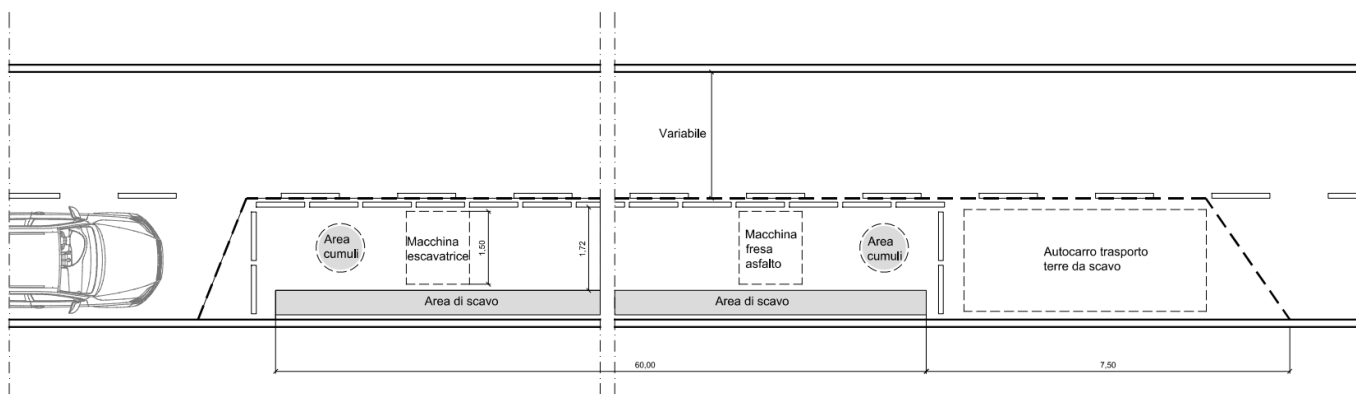 Variabile
Area
cumuli
Macchina
escavatrice
1,50
1,72
Macchina
fresa
asfalto
Area
cumuli
Autocarro trasporto
terre da scavo
Area di scavo
Area di scavo
60,00
7,50